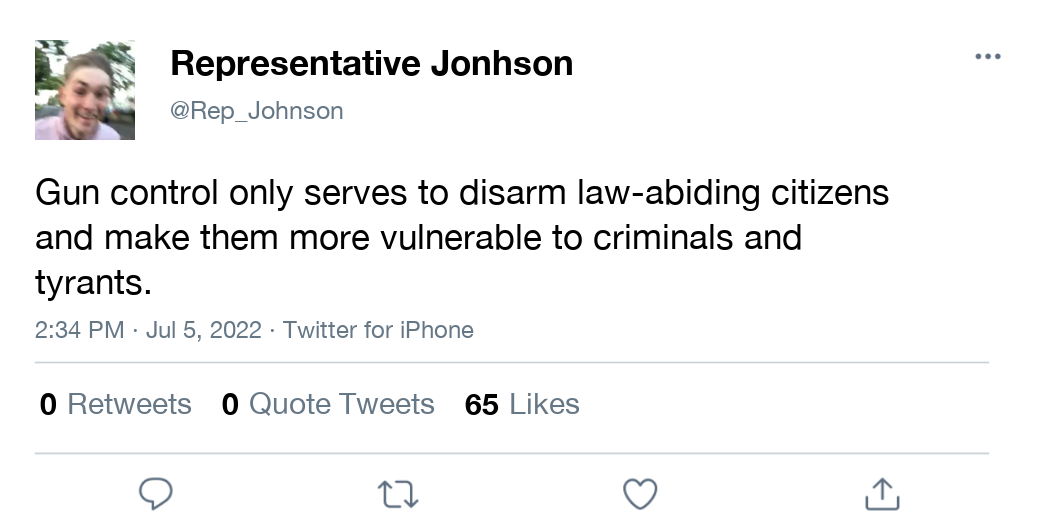 Representative Jonhson
@Rep_Johnson
Gun control only serves to disarm law-abiding citizens
and make them more vulnerable to criminals and
tyrants.
2:34 PM · Jul 5, 2022 · Twitter for iPhone
0 Retweets 0 Quote Tweets 65 Likes